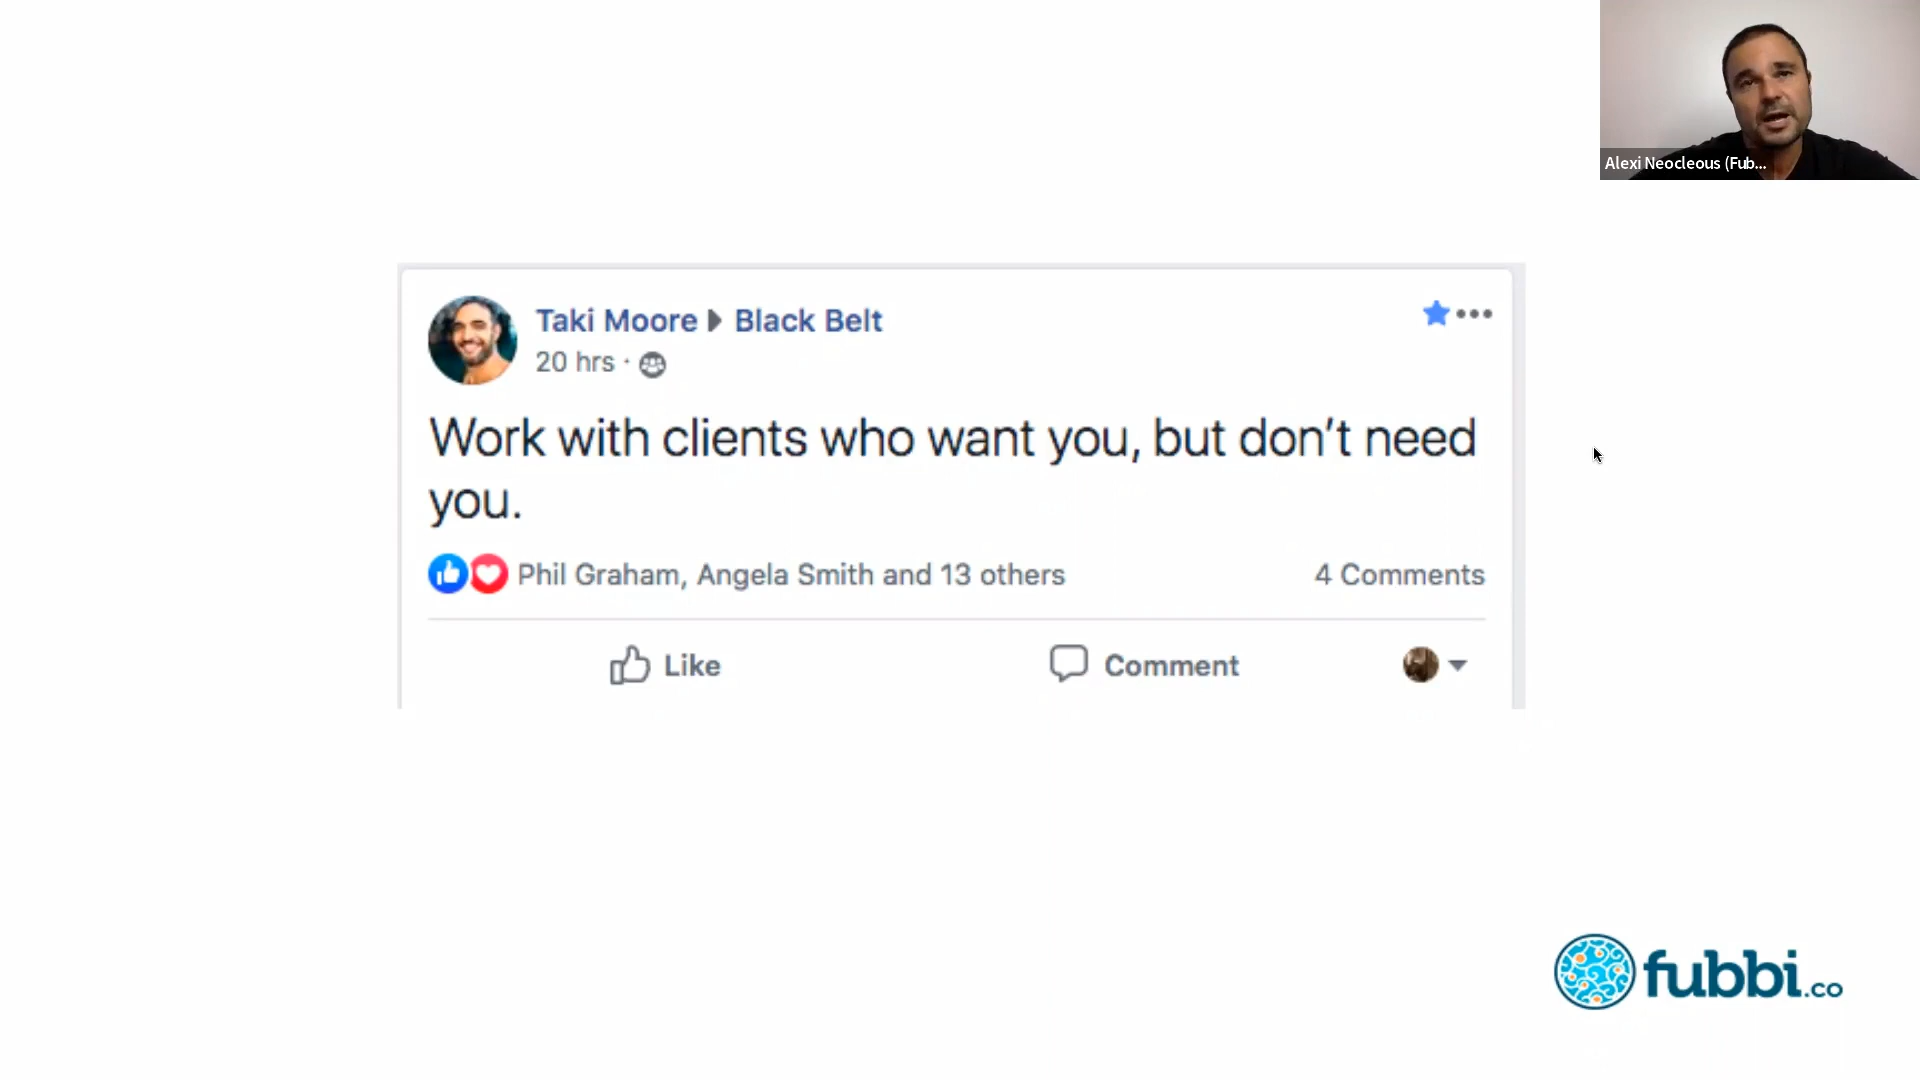 Alexi Neocleous (Fub...
Taki Moore Black Belt
20 hrs ·
Work with clients who want you, but don’t need
you.
Phil Graham, Angela Smith and 13 others 4 Comments
Like Comment
fubbi.co